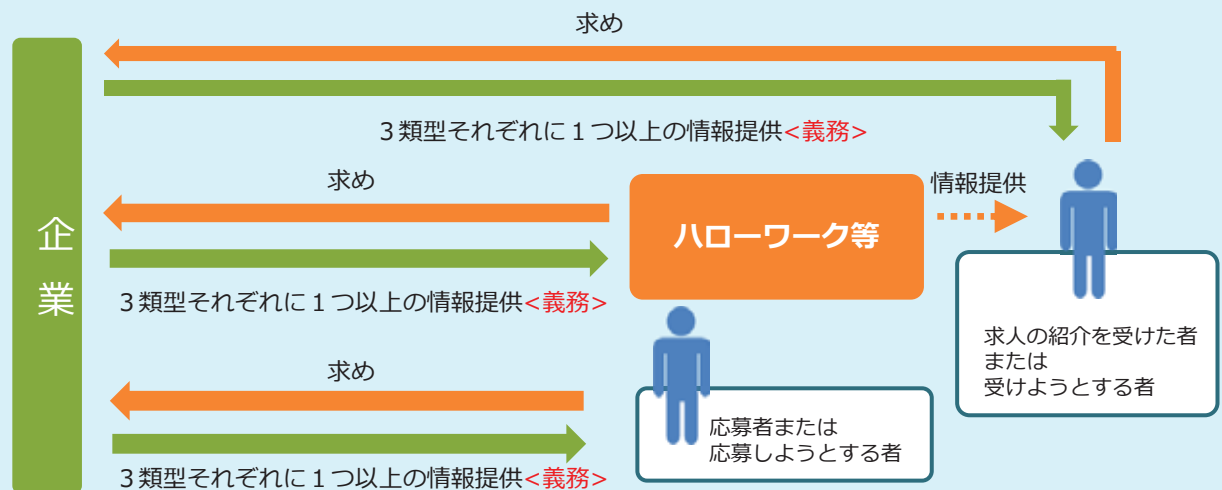 求め
３類型それぞれに１つ以上の情報提供<義務>
企業
求め
ハローワーク等
情報提供
３類型それぞれに１つ以上の情報提供<義務>
求人の紹介を受けた者
または
受けようとする者
求め
応募者または
応募しようとする者
３類型それぞれに１つ以上の情報提供<義務>